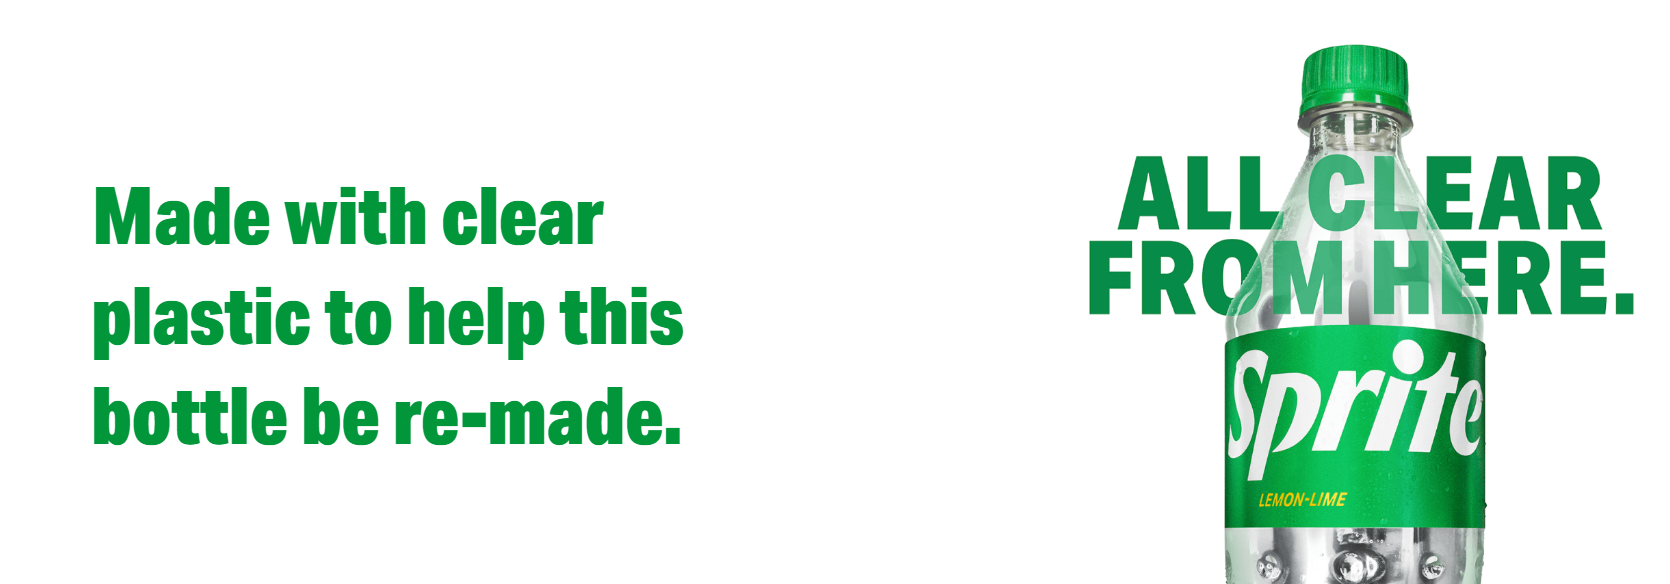 Made with clear
plastic to help this
bottle be re-made.
ALL CLEAR
FROM HERE.
Sprite
LEMON-LIME